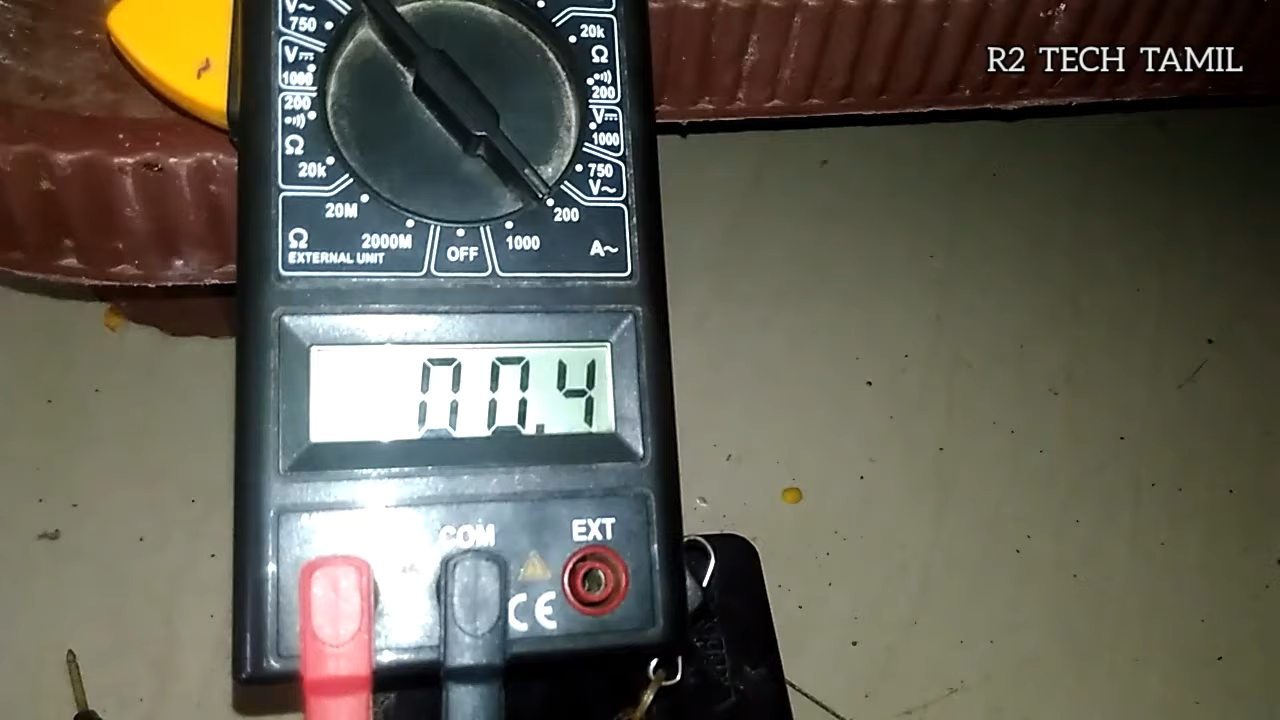 R2 TECH TAMIL
V~
750
V⎓
1000
200
Ω
20k
20M
2000M
Ω
EXTERNAL UNIT
OFF
20k
Ω
200
V⎓
1000
750
V~
200
1000
A~
00.4
COM
EXT
CE